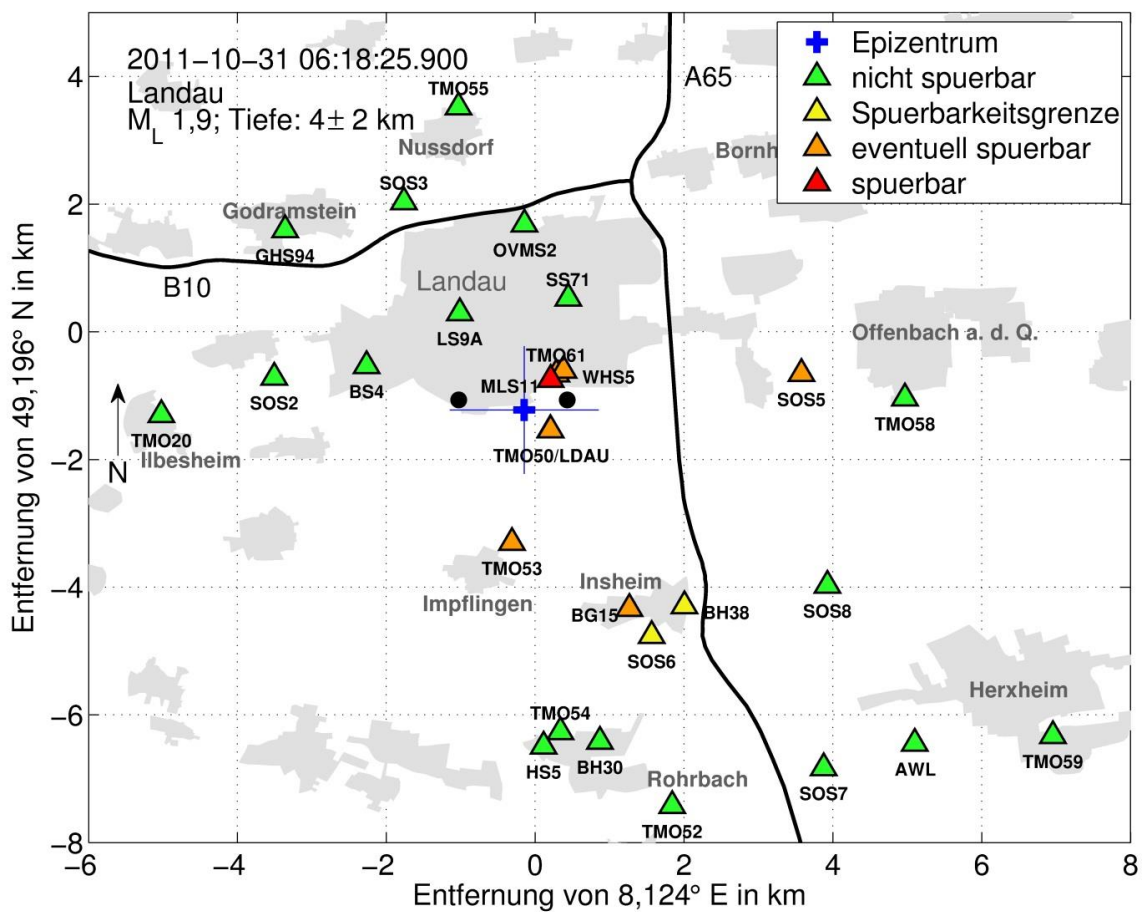 2011−10−31 06:18:25.900
Landau
M_L 1,9; Tiefe: 4± 2 km
Epizentrum
nicht spuerbar
Spuerbarkeitsgrenze
eventuell spuerbar
spuerbar
A65
TMO55
Nussdorf
Bornh
SOS3
Godramstein
GHS94
OVMS2
B10
Landau
SS71
LS9A
Offenbach a. d. Q.
TMO61
WHS5
MLS11
BS4
SOS2
SOS5
TMO58
TMO20
Ilbesheim
N
TMO50/LDAU
TMO53
Impflingen
Insheim
BG15
BH38
SOS6
SOS8
Herxheim
TMO54
HS5
BH30
Rohrbach
TMO52
SOS7
AWL
TMO59
4
2
0
−2
−4
−6
−8
−6
−4
−2
0
2
4
6
8
Entfernung von 49,196° N in km
Entfernung von 8,124° E in km